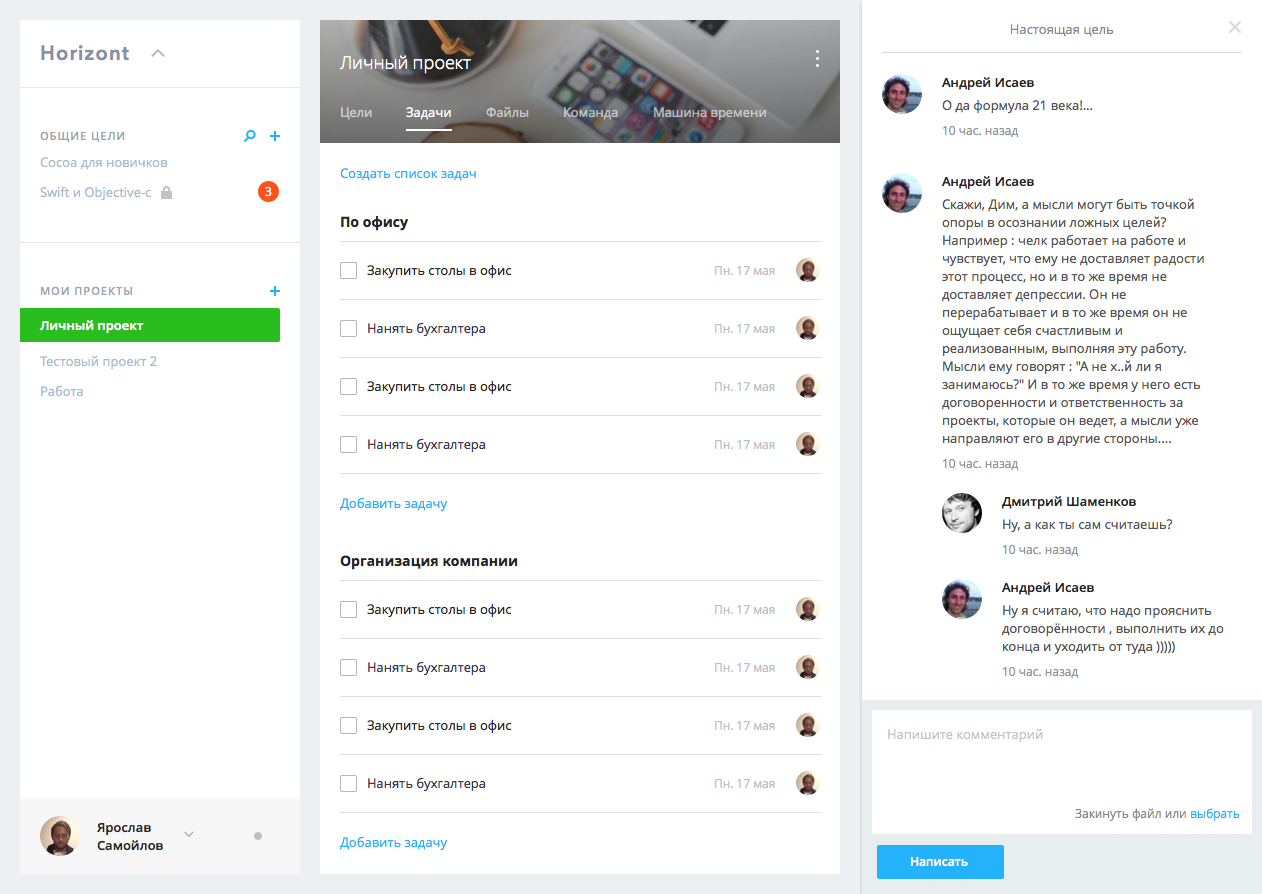 Horizont
ОБЩИЕ ЦЕЛИ
Cocoa для новичков
Swift и Objective-c
3
МОИ ПРОЕКТЫ
Личный проект
Тестовый проект 2
Работа
Ярослав
Самойлов
Личный проект
Цели Задачи Файлы Команда Машина времени
Создать список задач
По офису
Закупить столы в офис Пн. 17 мая
Нанять бухгалтера Пн. 17 мая
Закупить столы в офис Пн. 17 мая
Нанять бухгалтера Пн. 17 мая
Добавить задачу
Организация компании
Закупить столы в офис Пн. 17 мая
Нанять бухгалтера Пн. 17 мая
Закупить столы в офис Пн. 17 мая
Нанять бухгалтера Пн. 17 мая
Добавить задачу
Настоящая цель
Андрей Исаев
О да формула 21 века!...
10 час. назад
Андрей Исаев
Скажи, Дим, а мысли могут быть точкой
опоры в осознании ложных целей?
Например : челк работает на работе и
чувствует, что ему не доставляет радости
этот процесс, но и в то же время не
доставляет депрессии. Он не
перерабатывает и в то же время он не
ощущает себя счастливым и
реализованным, выполняя эту работу.
Мысли ему говорят : "А не х..й ли я
занимаюсь?" И в то же время у него есть
договоренности и ответственность за
проекты, которые он ведет, а мысли уже
направляют его в другие стороны....
10 час. назад
Дмитрий Шаменков
Ну, а как ты сам считаешь?
10 час. назад
Андрей Исаев
Ну я считаю, что надо прояснить
договорённости , выполнить их до
конца и уходить от туда )))))
10 час. назад
Напишите комментарий
Закинуть файл или выбрать
Написать